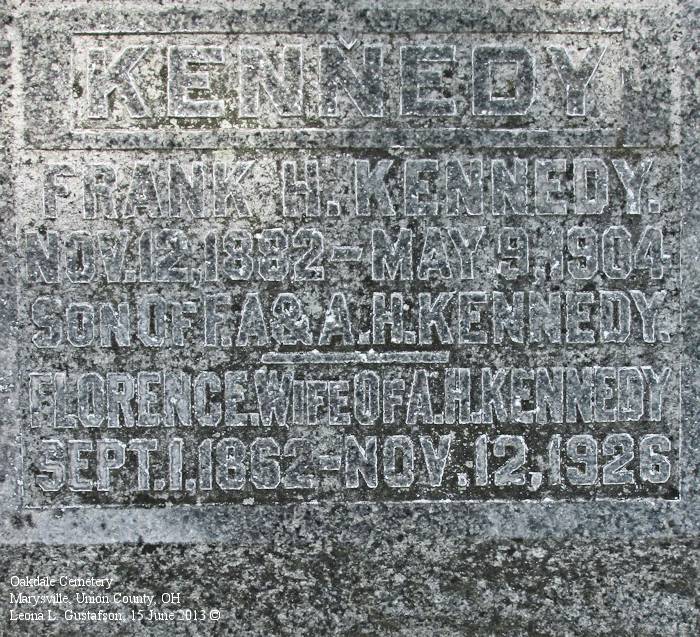 KENNEDY
FRANK H. KENNEDY.
NOV. 12, 1882 - MAY 9, 1904
SON OF F. A & A. H. KENNEDY.
FLORENCE. WIFE OF A. H. KENNEDY
SEPT. 1, 1862 - NOV. 12, 1926
Oakdale Cemetery
Marysville, Union County, OH
Leona L. Gustafson, 15 June 2013 ©